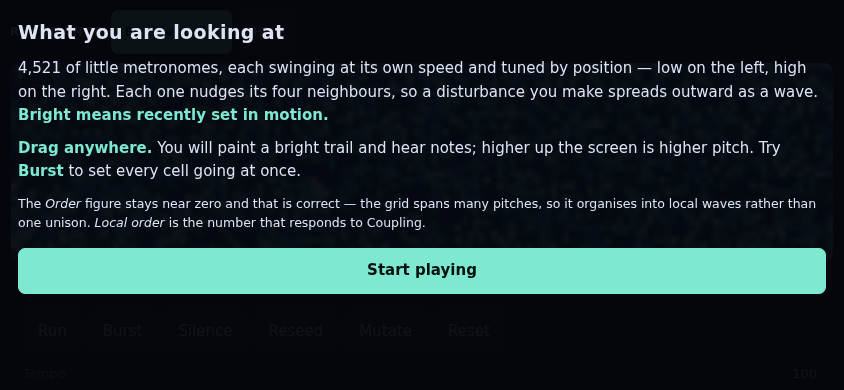 What you are looking at
4,521 of little metronomes, each swinging at its own speed and tuned by position — low on the left, high
on the right. Each one nudges its four neighbours, so a disturbance you make spreads outward as a wave.
Bright means recently set in motion.
Drag anywhere. You will paint a bright trail and hear notes; higher up the screen is higher pitch. Try
Burst to set every cell going at once.
The Order figure stays near zero and that is correct — the grid spans many pitches, so it organises into local waves rather than
one unison. Local order is the number that responds to Coupling.
Start playing
Run Burst Silence Reseed Mutate Reset
Tempo 100